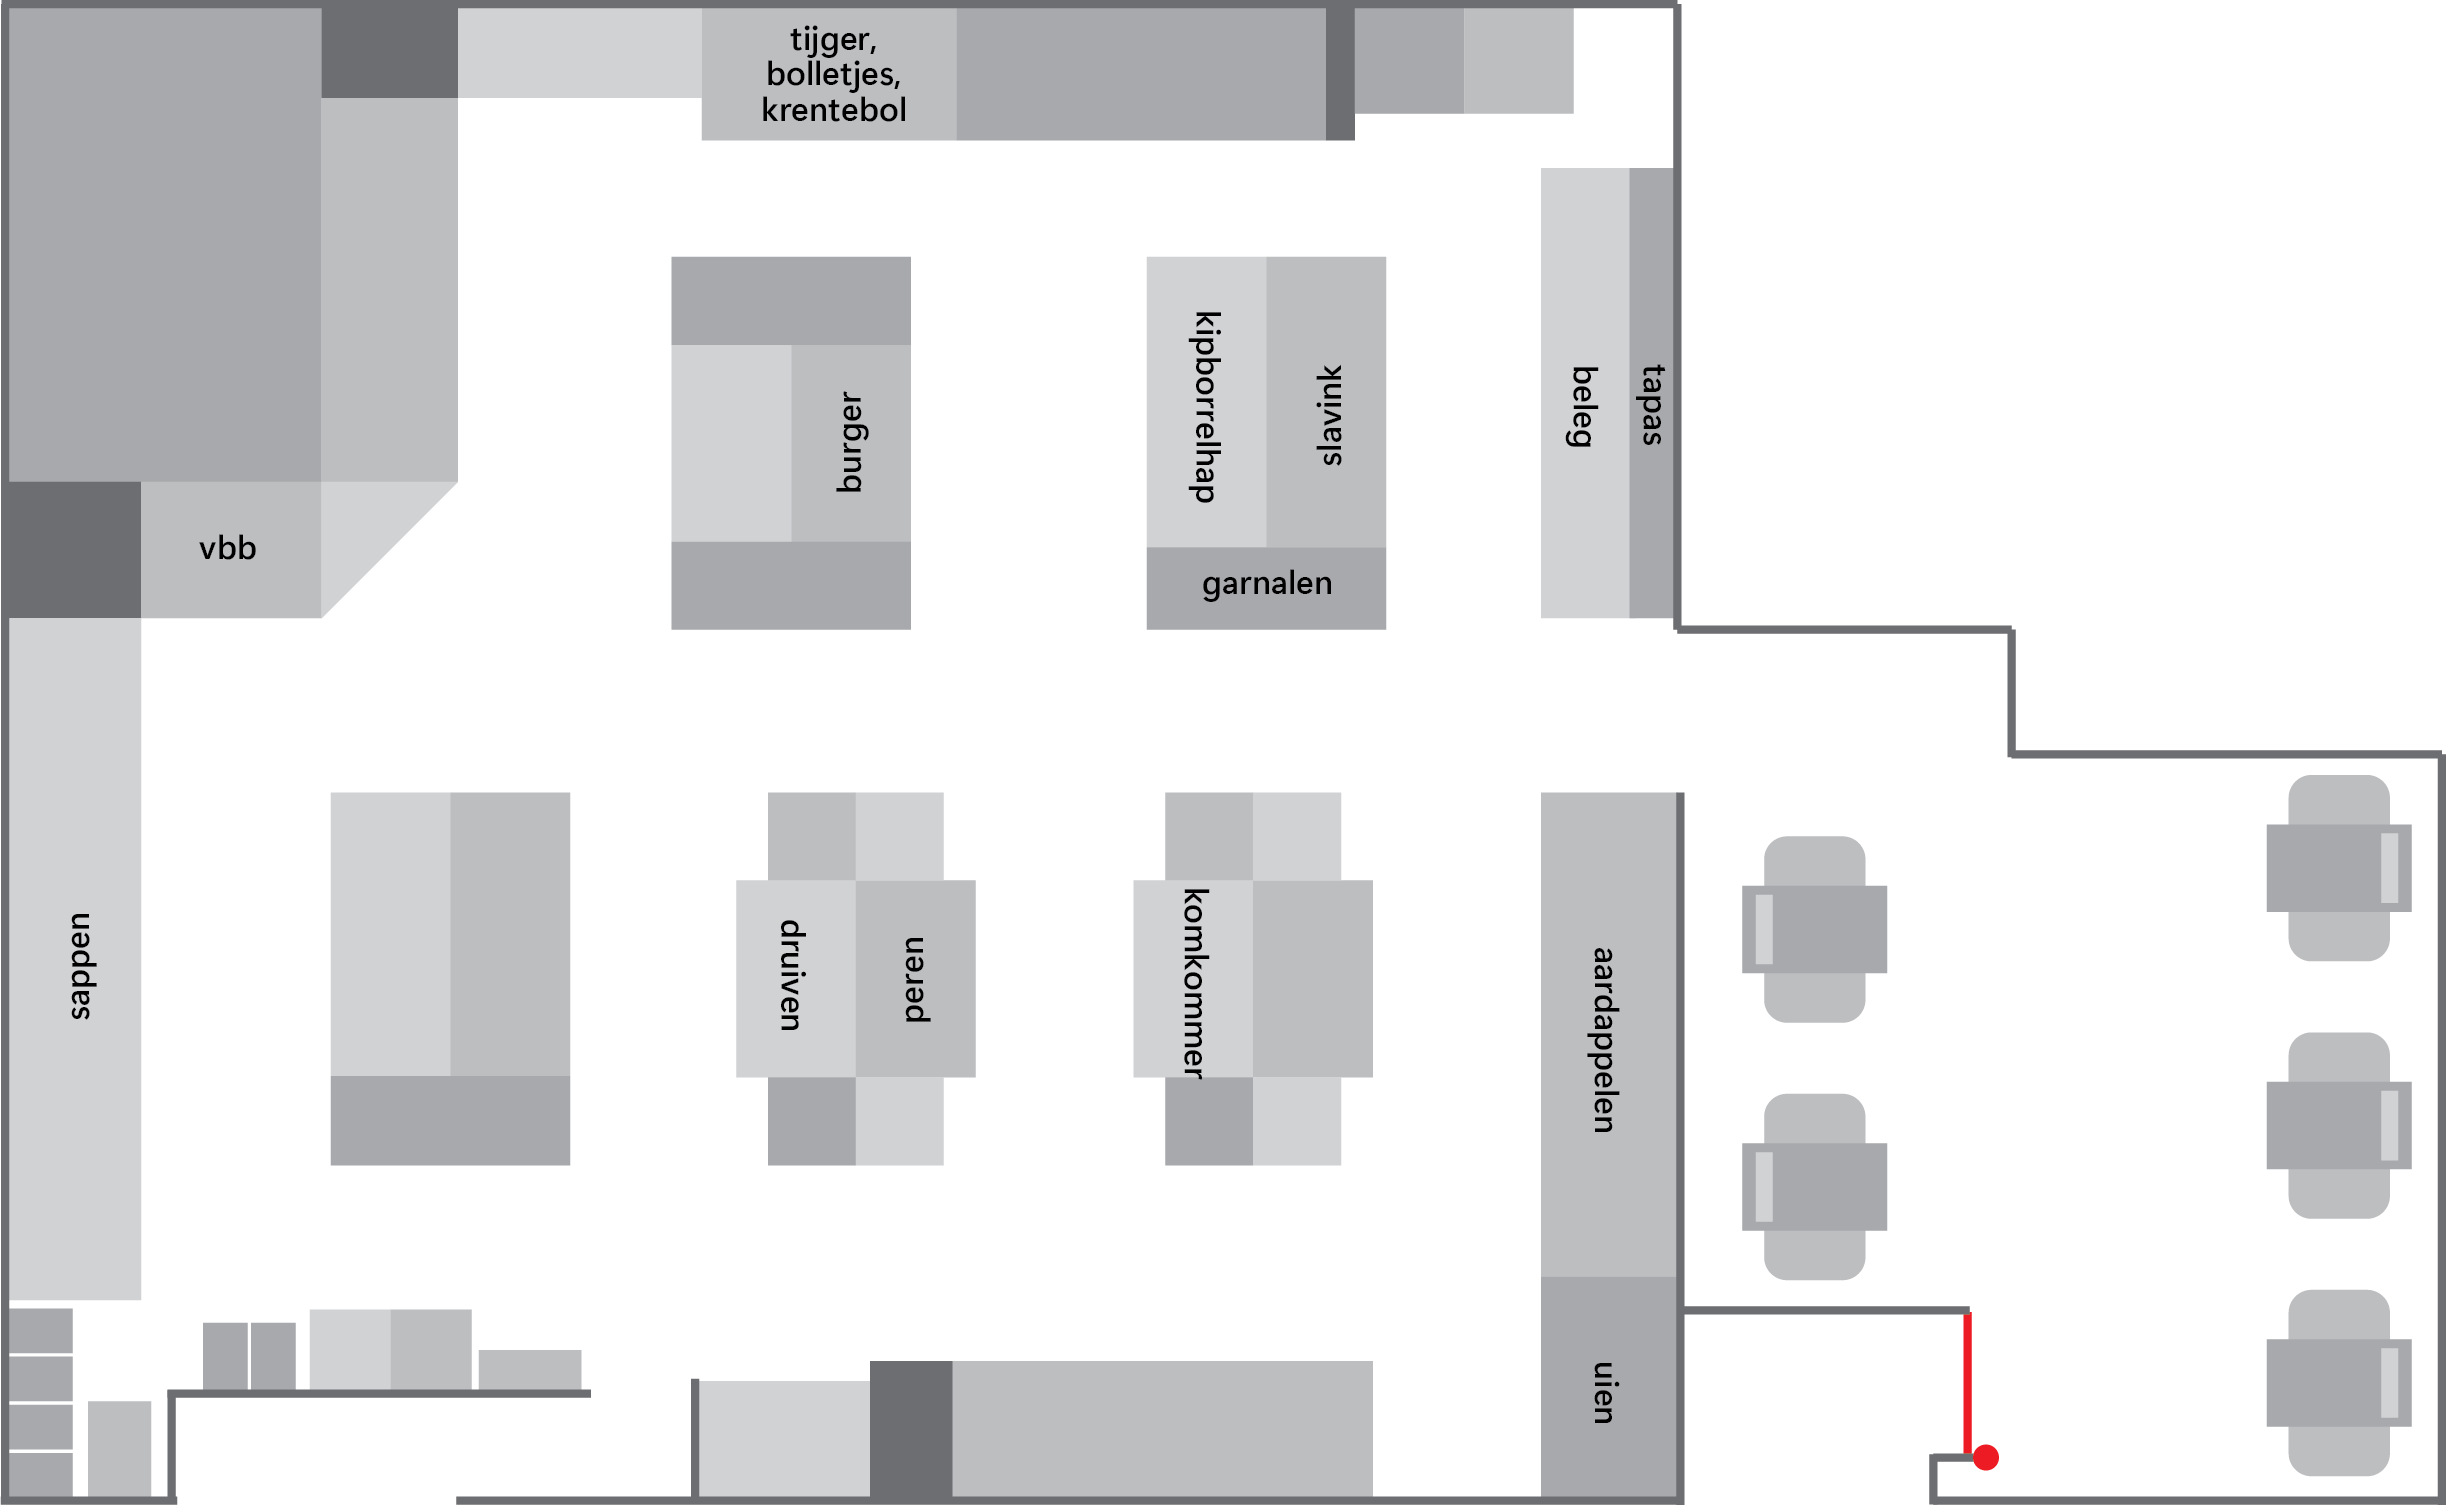 tijger,
bolletjes,
krentebol
burger
kipborrelhap
slavink
beleg
tapas
vbb
garnalen
sappen
druiven
peren
komkommer
aardappelen
uien